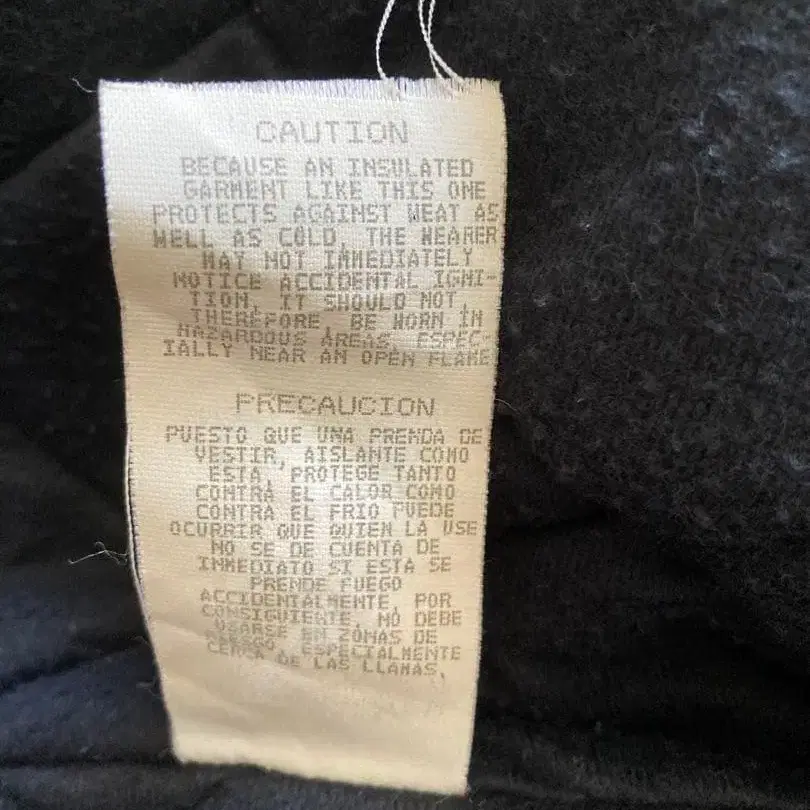 CAUTION
BECAUSE AN INSULATED
GARMENT LIKE THIS ONE
PROTECTS AGAINST HEAT AS
WELL AS COLD, THE WEARER
MAY NOT IMMEDIATELY
NOTICE ACCIDENTAL IGNI-
TION, IT SHOULD NOT,
THEREFORE, BE WORN IN
HAZARDOUS AREAS, ESPEC-
IALLY NEAR AN OPEN FLAME
PRECAUCION
PUESTO QUE UNA PRENDA DE
VESTIR, AISLANTE COMO
ESTA, PROTEGE TANTO
CONTRA EL CALOR COMO
CONTRA EL FRIO PUEDE
OCURRIR QUE QUIEN LA USE
NO SE DE CUENTA DE
INMEDIATO SI ESTA SE
PRENDE FUEGO
ACCIDENTALMENTE, POR
CONSIGUIENTE, NO DEBE
USARSE EN ZONAS DE
RIESGO, ESPECIALMENTE
CERCA DE LAS LLAMAS.